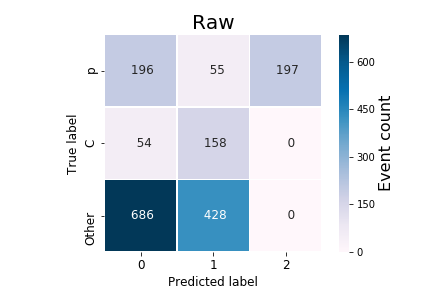 Raw
p 196 55 197
C 54 158 0
Other 686 428 0
0 1 2
Predicted label
True label
600
450
300
150
0
Event count